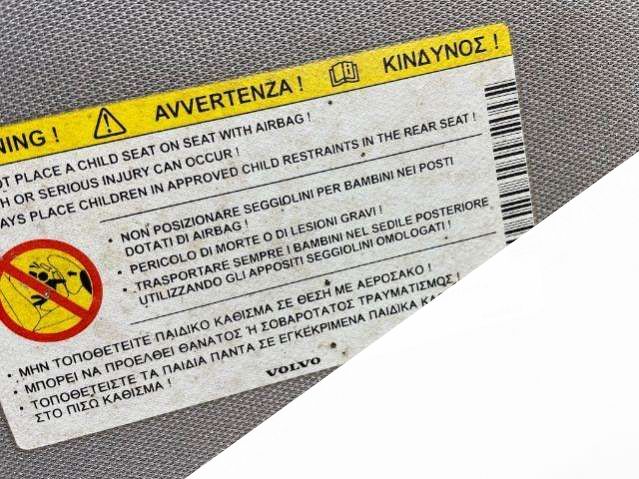 NING ! AVVERTENZA ! ΚΙΝΔΥΝΟΣ !
OT PLACE A CHILD SEAT ON SEAT WITH AIRBAG !
H OR SERIOUS INJURY CAN OCCUR !
AYS PLACE CHILDREN IN APPROVED CHILD RESTRAINTS IN THE REAR SEAT !
• NON POSIZIONARE SEGGIOLINI PER BAMBINI NEI POSTI
DOTATI DI AIRBAG !
• PERICOLO DI MORTE O DI LESIONI GRAVI !
• TRASPORTARE SEMPRE I BAMBINI NEL SEDILE POSTERIORE
UTILIZZANDO GLI APPOSITI SEGGIOLINI OMOLOGATI !
• ΜΗΝ ΤΟΠΟΘΕΤΕΙΤΕ ΠΑΙΔΙΚΟ ΚΑΘΙΣΜΑ ΣΕ ΘΕΣΗ ΜΕ ΑΕΡΟΣΑΚΟ !
• ΜΠΟΡΕΙ ΝΑ ΠΡΟΕΛΘΕΙ ΘΑΝΑΤΟΣ Ή ΣΟΒΑΡΟΤΑΤΟΣ ΤΡΑΥΜΑΤΙΣΜΟΣ !
• ΤΟΠΟΘΕΤΕΙΣΤΕ ΤΑ ΠΑΙΔΙΑ ΠΑΝΤΑ ΣΕ ΕΓΚΕΚΡΙΜΕΝΑ ΠΑΙΔΙΚΑ ΚΑ
ΣΤΟ ΠΙΣΩ ΚΑΘΙΣΜΑ !
VOLVO